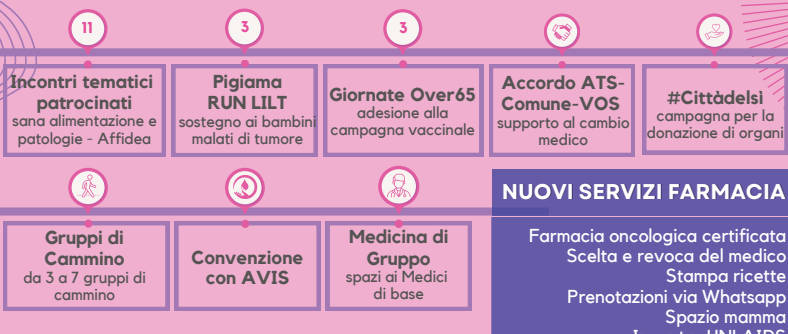 11
Incontri tematici
patrocinati
sana alimentazione e
patologie - Affidea
3
Pigiama
RUN LILT
sostegno ai bambini
malati di tumore
3
Giornate Over65
adesione alla
campagna vaccinale
Accordo ATS-
Comune-VOS
supporto al cambio
medico
#Cittàdelsì
campagna per la
donazione di organi
Gruppi di
Cammino
da 3 a 7 gruppi di
cammino
Convenzione
con AVIS
Medicina di
Gruppo
spazi ai Medici
di base
NUOVI SERVIZI FARMACIA
Farmacia oncologica certificata
Scelta e revoca del medico
Stampa ricette
Prenotazioni via Whatsapp
Spazio mamma